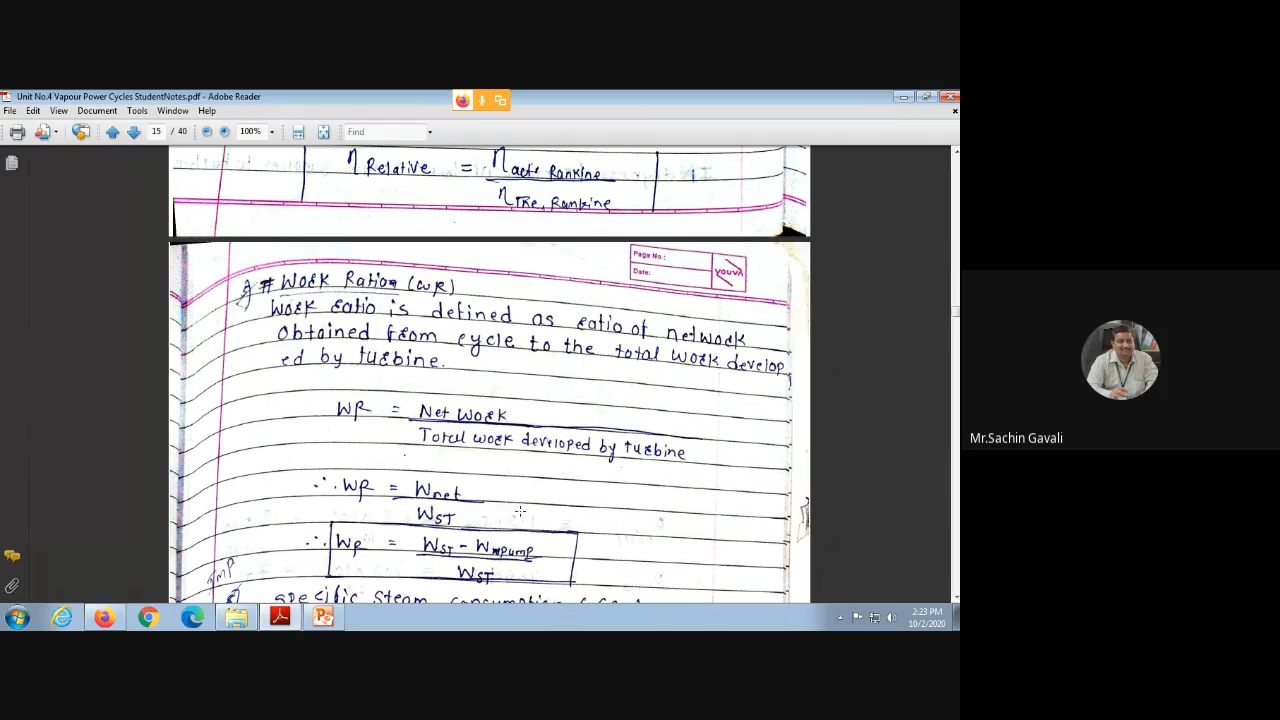 Unit No.4 Vapour Power Cycles StudentNotes.pdf - Adobe Reader
File Edit View Document Tools Window Help
15 / 40 100% Find
η Relative = η act. Rankine
η The. Rankine
Page No :
Date:
YOUVA
# Work Ratio (WR)
Work ratio is defined as ratio of network
obtained from cycle to the total work develop
ed by turbine.
WR = Net work
Total work developed by turbine
∴ WR = Wnet
WST
∴ WR = WST - Wpump
WST
Imp
specific steam consumption
Mr.Sachin Gavali
2:23 PM
10/2/2020